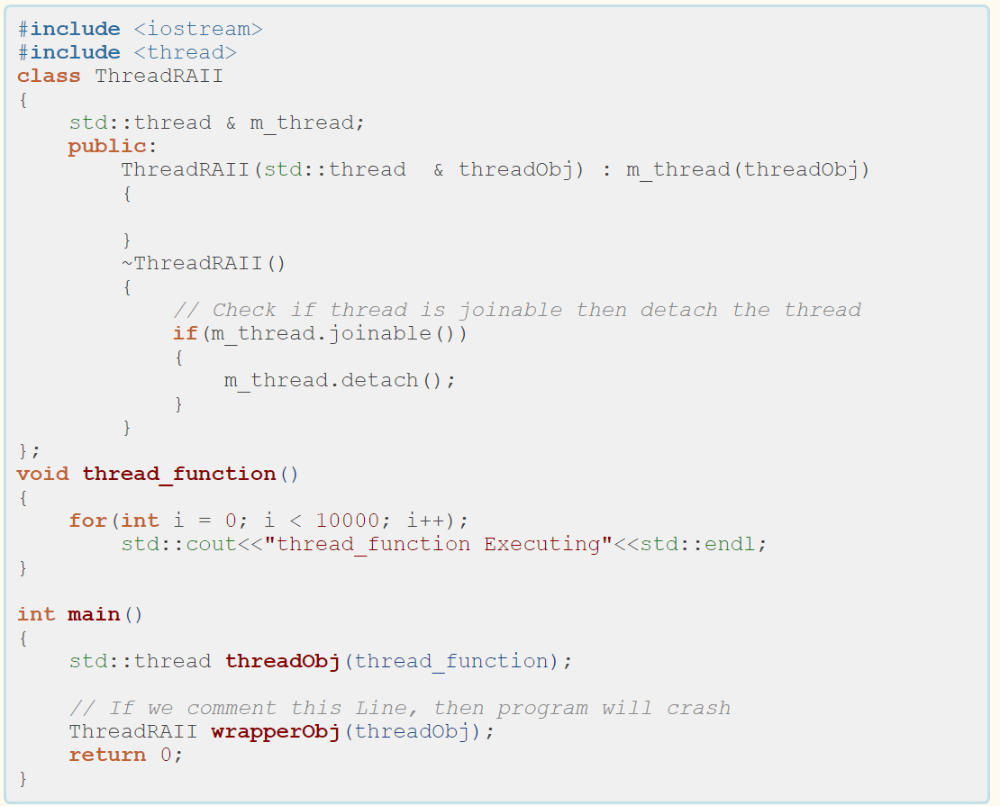 #include <iostream>
#include <thread>
class ThreadRAII
{
    std::thread & m_thread;
    public:
        ThreadRAII(std::thread  & threadObj) : m_thread(threadObj)
        {

        }
        ~ThreadRAII()
        {
            // Check if thread is joinable then detach the thread
            if(m_thread.joinable())
            {
                m_thread.detach();
            }
        }
};
void thread_function()
{
    for(int i = 0; i < 10000; i++);
        std::cout<<"thread_function Executing"<<std::endl;
}

int main()
{
    std::thread threadObj(thread_function);

    // If we comment this Line, then program will crash
    ThreadRAII wrapperObj(threadObj);
    return 0;
}